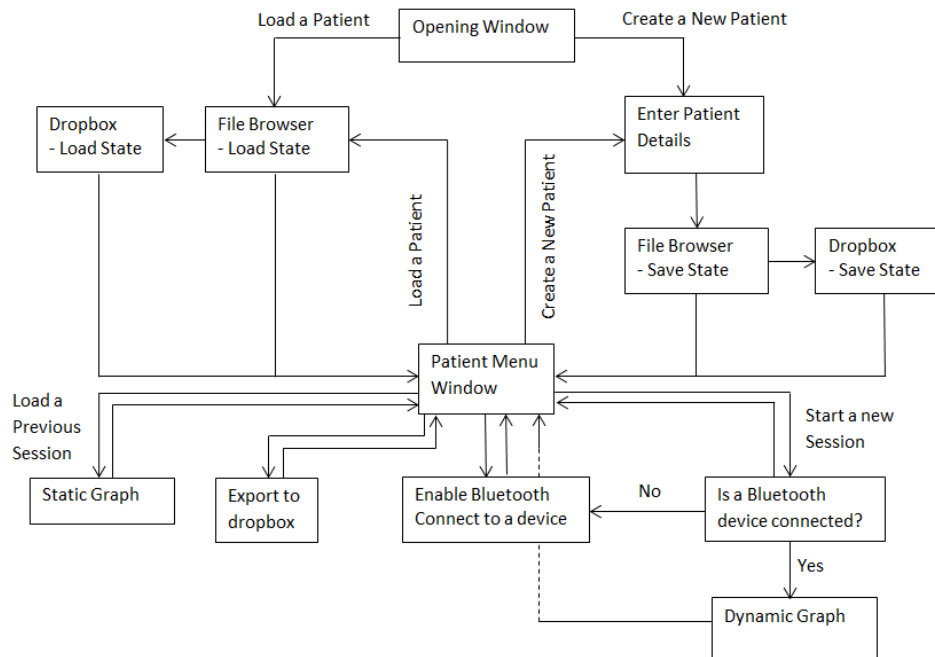 Load a Patient
Opening Window
Create a New Patient
Dropbox
- Load State
File Browser
- Load State
Enter Patient
Details
Load a Patient
Create a New Patient
File Browser
- Save State
Dropbox
- Save State
Patient Menu
Window
Load a
Previous
Session
Start a new
Session
Static Graph
Export to
dropbox
Enable Bluetooth
Connect to a device
No
Is a Bluetooth
device connected?
Yes
Dynamic Graph